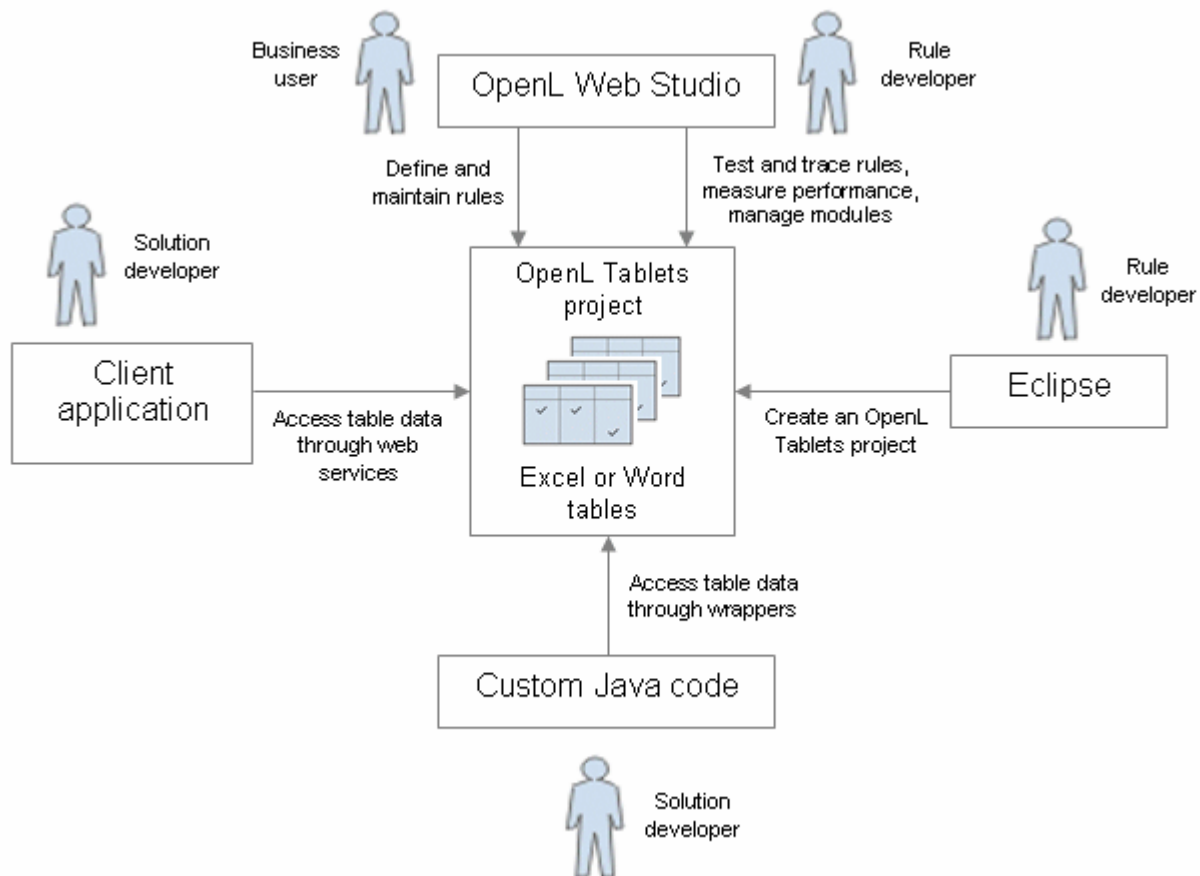 Business
user
OpenL Web Studio
Rule
developer
Define and
maintain rules
Test and trace rules,
measure performance,
manage modules
Solution
developer
OpenL Tablets
project
Rule
developer
Client
application
Eclipse
Access table data
through web
services
Create an OpenL
Tablets project
Excel or Word
tables
Access table data
through wrappers
Custom Java code
Solution
developer